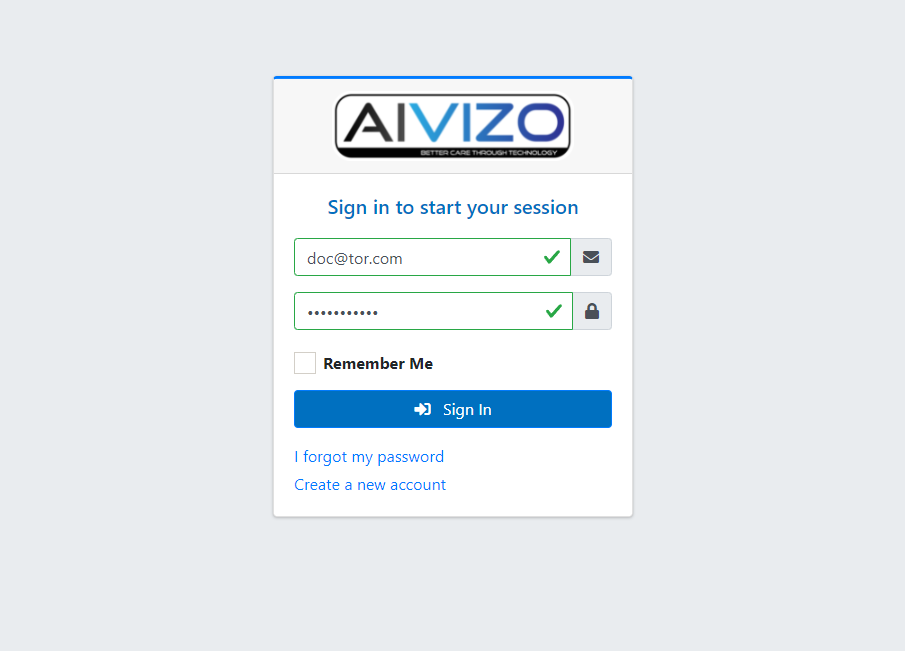 AIVIZO
BETTER CARE THROUGH TECHNOLOGY
Sign in to start your session
doc@tor.com
•••••••••••
Remember Me
Sign In
I forgot my password
Create a new account